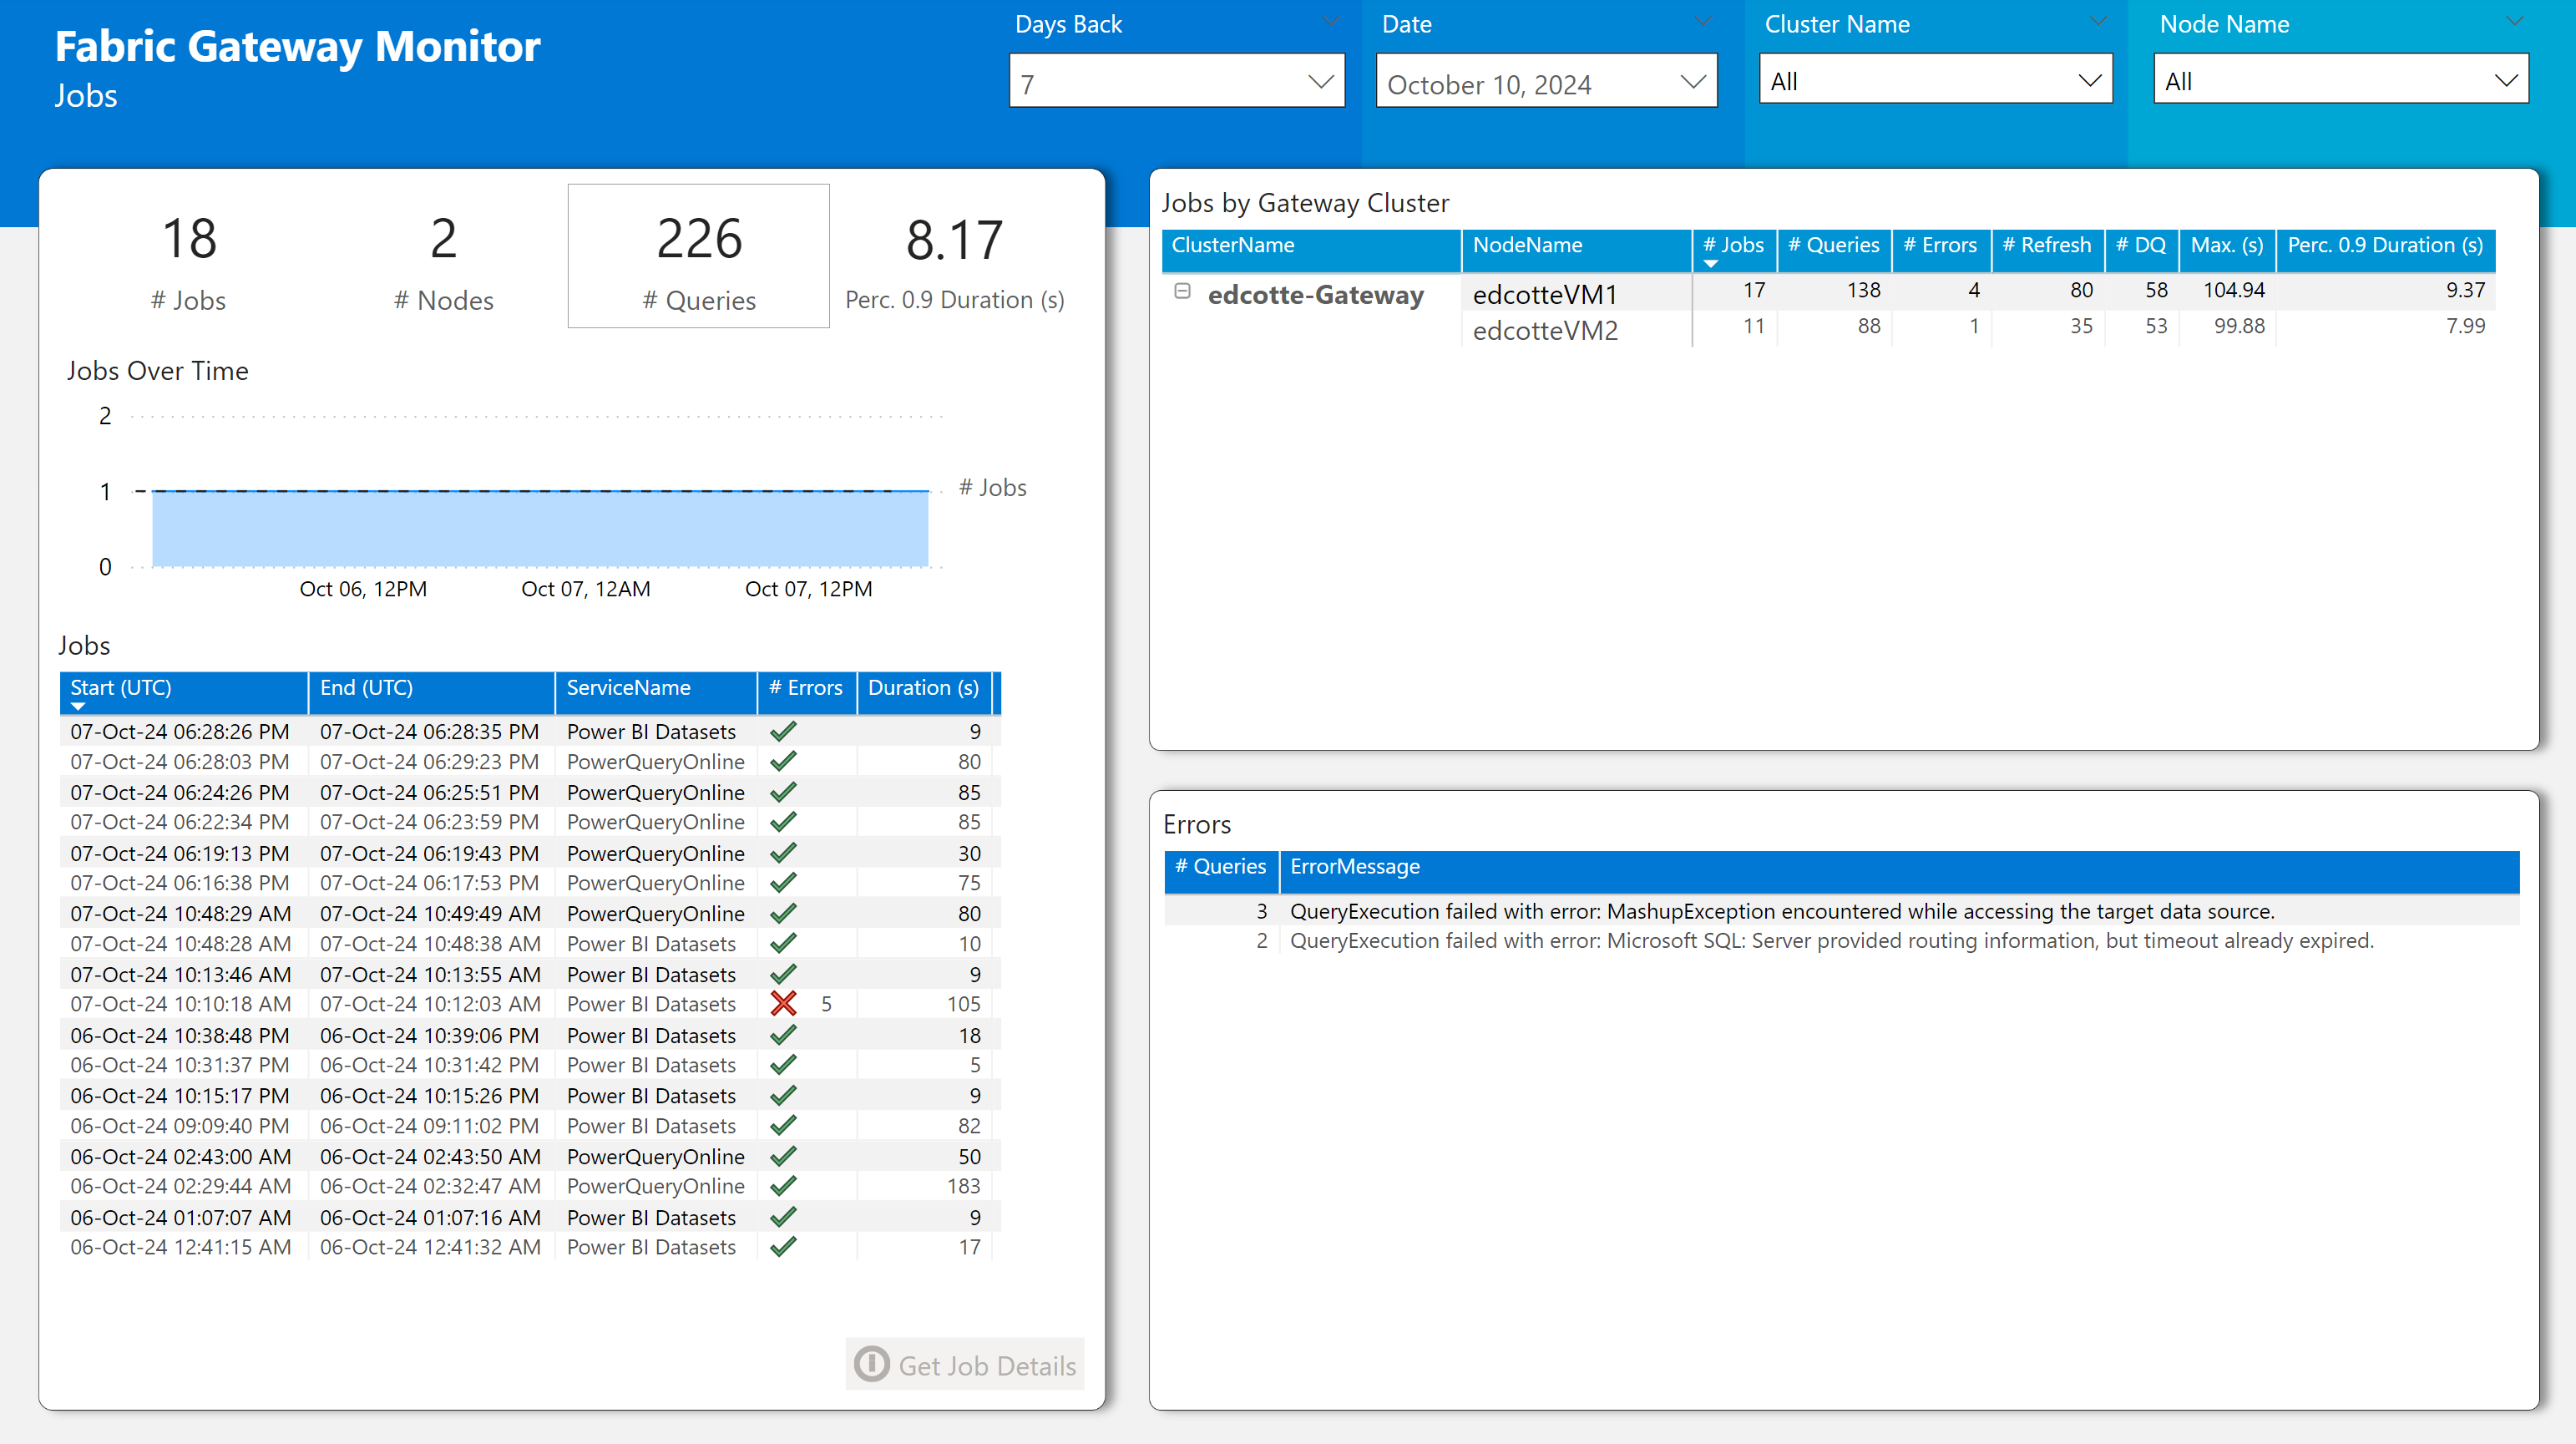 Fabric Gateway Monitor
Jobs
Days Back
7
Date
October 10, 2024
Cluster Name
All
Node Name
All
18
# Jobs
2
# Nodes
226
# Queries
8.17
Perc. 0.9 Duration (s)
Jobs Over Time
2
1
0
# Jobs
Oct 06, 12PM Oct 07, 12AM Oct 07, 12PM
Jobs
Start (UTC) End (UTC) ServiceName # Errors Duration (s)
07-Oct-24 06:28:26 PM 07-Oct-24 06:28:35 PM Power BI Datasets 9
07-Oct-24 06:28:03 PM 07-Oct-24 06:29:23 PM PowerQueryOnline 80
07-Oct-24 06:24:26 PM 07-Oct-24 06:25:51 PM PowerQueryOnline 85
07-Oct-24 06:22:34 PM 07-Oct-24 06:23:59 PM PowerQueryOnline 85
07-Oct-24 06:19:13 PM 07-Oct-24 06:19:43 PM PowerQueryOnline 30
07-Oct-24 06:16:38 PM 07-Oct-24 06:17:53 PM PowerQueryOnline 75
07-Oct-24 10:48:29 AM 07-Oct-24 10:49:49 AM PowerQueryOnline 80
07-Oct-24 10:48:28 AM 07-Oct-24 10:48:38 AM Power BI Datasets 10
07-Oct-24 10:13:46 AM 07-Oct-24 10:13:55 AM Power BI Datasets 9
07-Oct-24 10:10:18 AM 07-Oct-24 10:12:03 AM Power BI Datasets 5 105
06-Oct-24 10:38:48 PM 06-Oct-24 10:39:06 PM Power BI Datasets 18
06-Oct-24 10:31:37 PM 06-Oct-24 10:31:42 PM Power BI Datasets 5
06-Oct-24 10:15:17 PM 06-Oct-24 10:15:26 PM Power BI Datasets 9
06-Oct-24 09:09:40 PM 06-Oct-24 09:11:02 PM Power BI Datasets 82
06-Oct-24 02:43:00 AM 06-Oct-24 02:43:50 AM PowerQueryOnline 50
06-Oct-24 02:29:44 AM 06-Oct-24 02:32:47 AM PowerQueryOnline 183
06-Oct-24 01:07:07 AM 06-Oct-24 01:07:16 AM Power BI Datasets 9
06-Oct-24 12:41:15 AM 06-Oct-24 12:41:32 AM Power BI Datasets 17
Get Job Details
Jobs by Gateway Cluster
ClusterName NodeName # Jobs # Queries # Errors # Refresh # DQ Max. (s) Perc. 0.9 Duration (s)
edcotte-Gateway edcotteVM1 17 138 4 80 58 104.94 9.37
edcotteVM2 11 88 1 35 53 99.88 7.99
Errors
# Queries ErrorMessage
3 QueryExecution failed with error: MashupException encountered while accessing the target data source.
2 QueryExecution failed with error: Microsoft SQL: Server provided routing information, but timeout already expired.